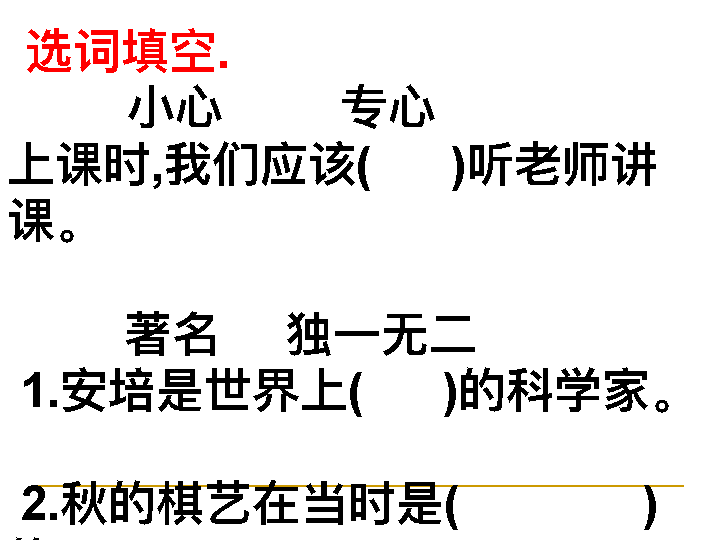 选词填空.
小心 专心
上课时,我们应该( )听老师讲
课。
著名 独一无二
1.安培是世界上( )的科学家。
2.秋的棋艺在当时是( )